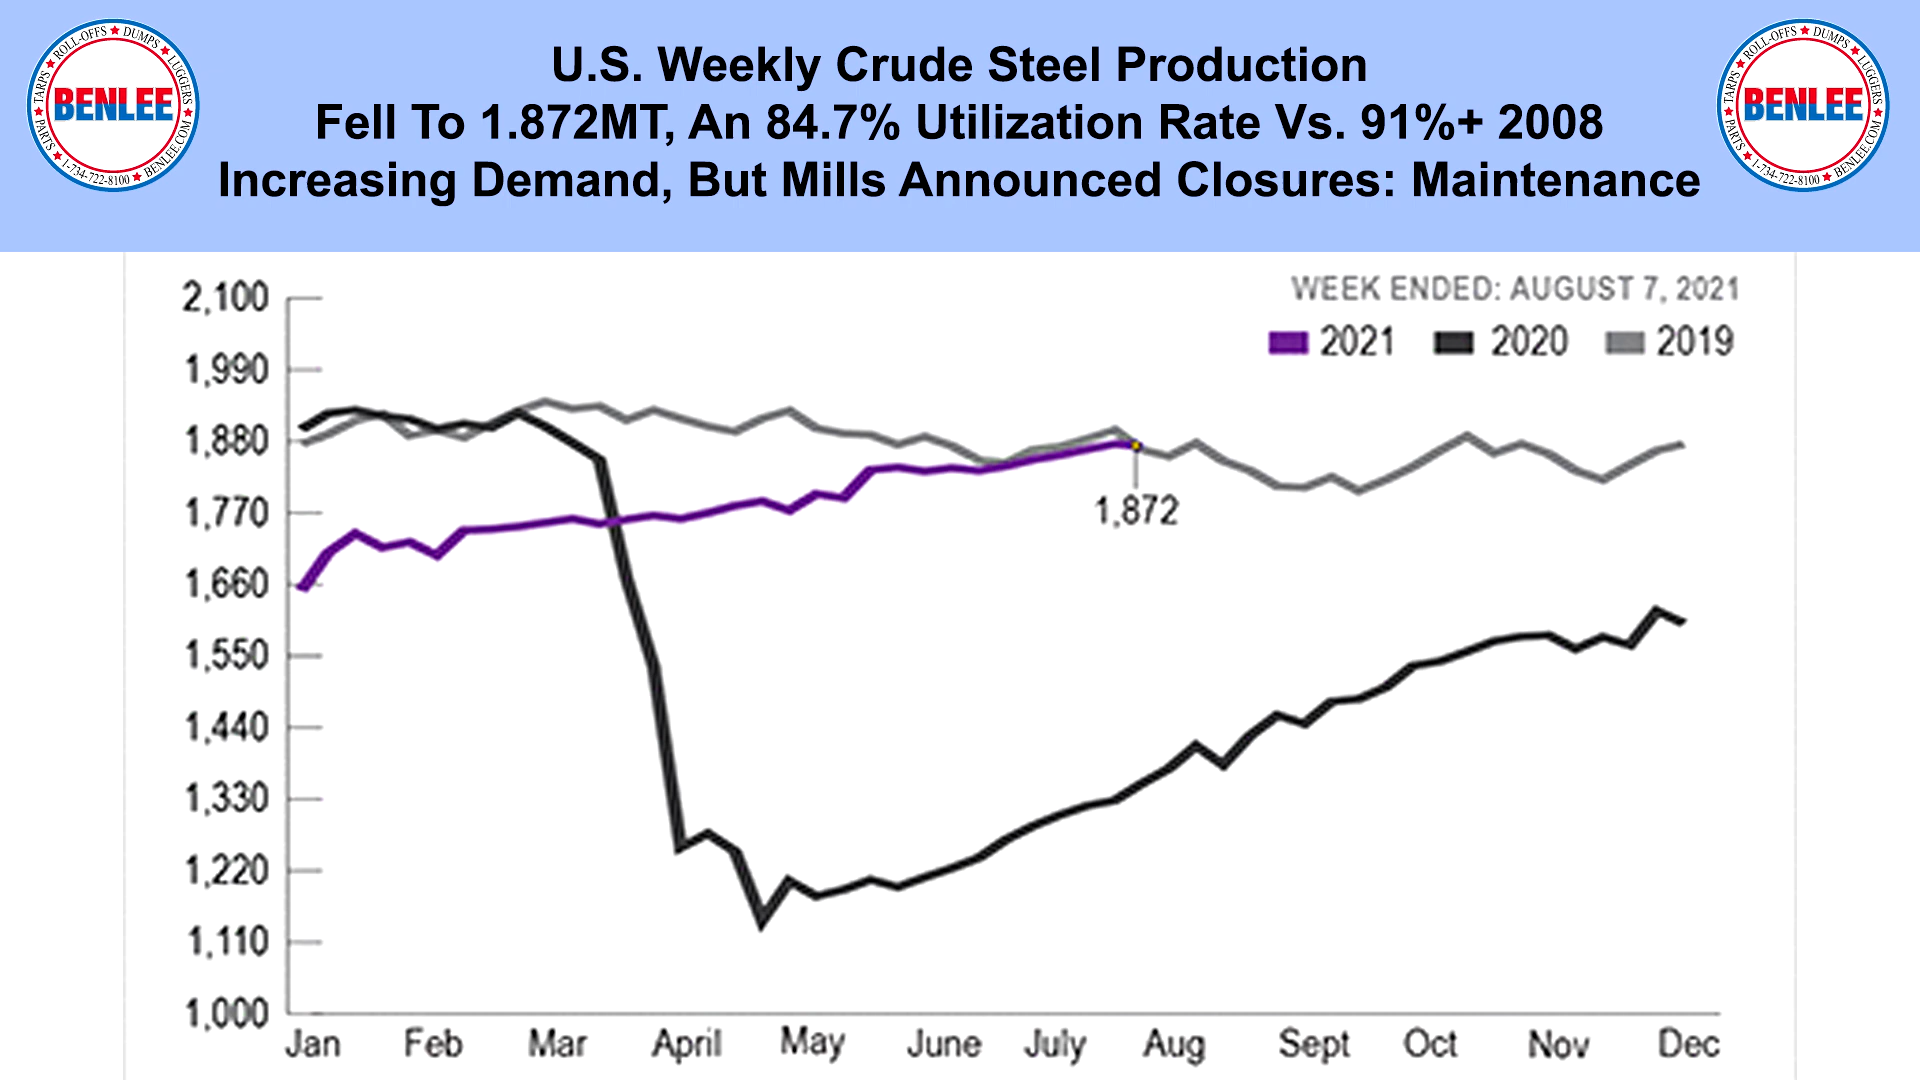 U.S. Weekly Crude Steel Production
Fell To 1.872MT, An 84.7% Utilization Rate Vs. 91%+ 2008
Increasing Demand, But Mills Announced Closures: Maintenance
TARPS ★ ROLL-OFFS ★ DUMPS ★ LUGGERS ★
BENLEE
PARTS ★ 1-734-722-8100 ★ BENLEE.COM
TARPS ★ ROLL-OFFS ★ DUMPS ★ LUGGERS ★
BENLEE
PARTS ★ 1-734-722-8100 ★ BENLEE.COM
WEEK ENDED: AUGUST 7, 2021
2021 2020 2019
2,100
1,990
1,880
1,770
1,660
1,550
1,440
1,330
1,220
1,110
1,000
1,872
Jan Feb Mar April May June July Aug Sept Oct Nov Dec